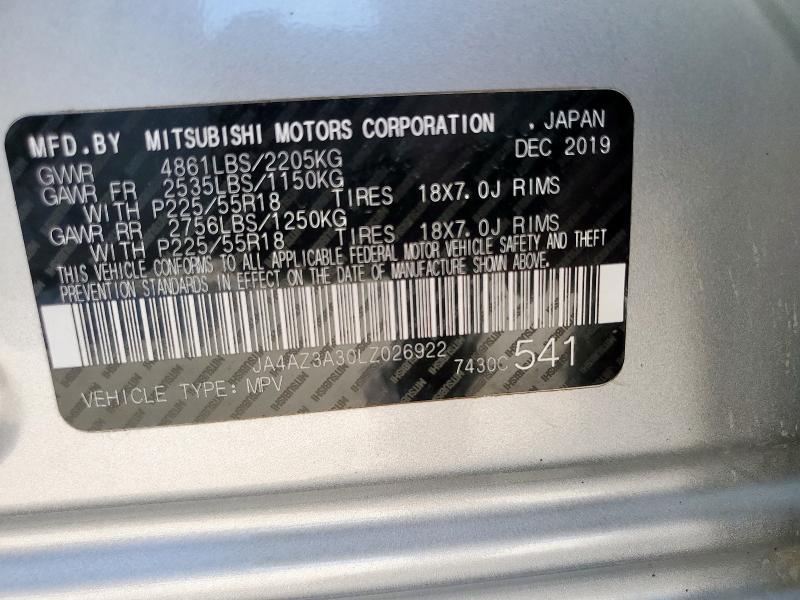 MFD.BY MITSUBISHI MOTORS CORPORATION . JAPAN
GVWR 4861LBS/2205KG DEC 2019
GAWR FR 2535LBS/1150KG
WITH P225/55R18 TIRES 18X7.0J RIMS
GAWR RR 2756LBS/1250KG
WITH P225/55R18 TIRES 18X7.0J RIMS
THIS VEHICLE CONFORMS TO ALL APPLICABLE FEDERAL MOTOR VEHICLE SAFETY AND THEFT
PREVENTION STANDARDS IN EFFECT ON THE DATE OF MANUFACTURE SHOWN ABOVE.
JA4AZ3A30LZ026922
7430C 541
VEHICLE TYPE: MPV